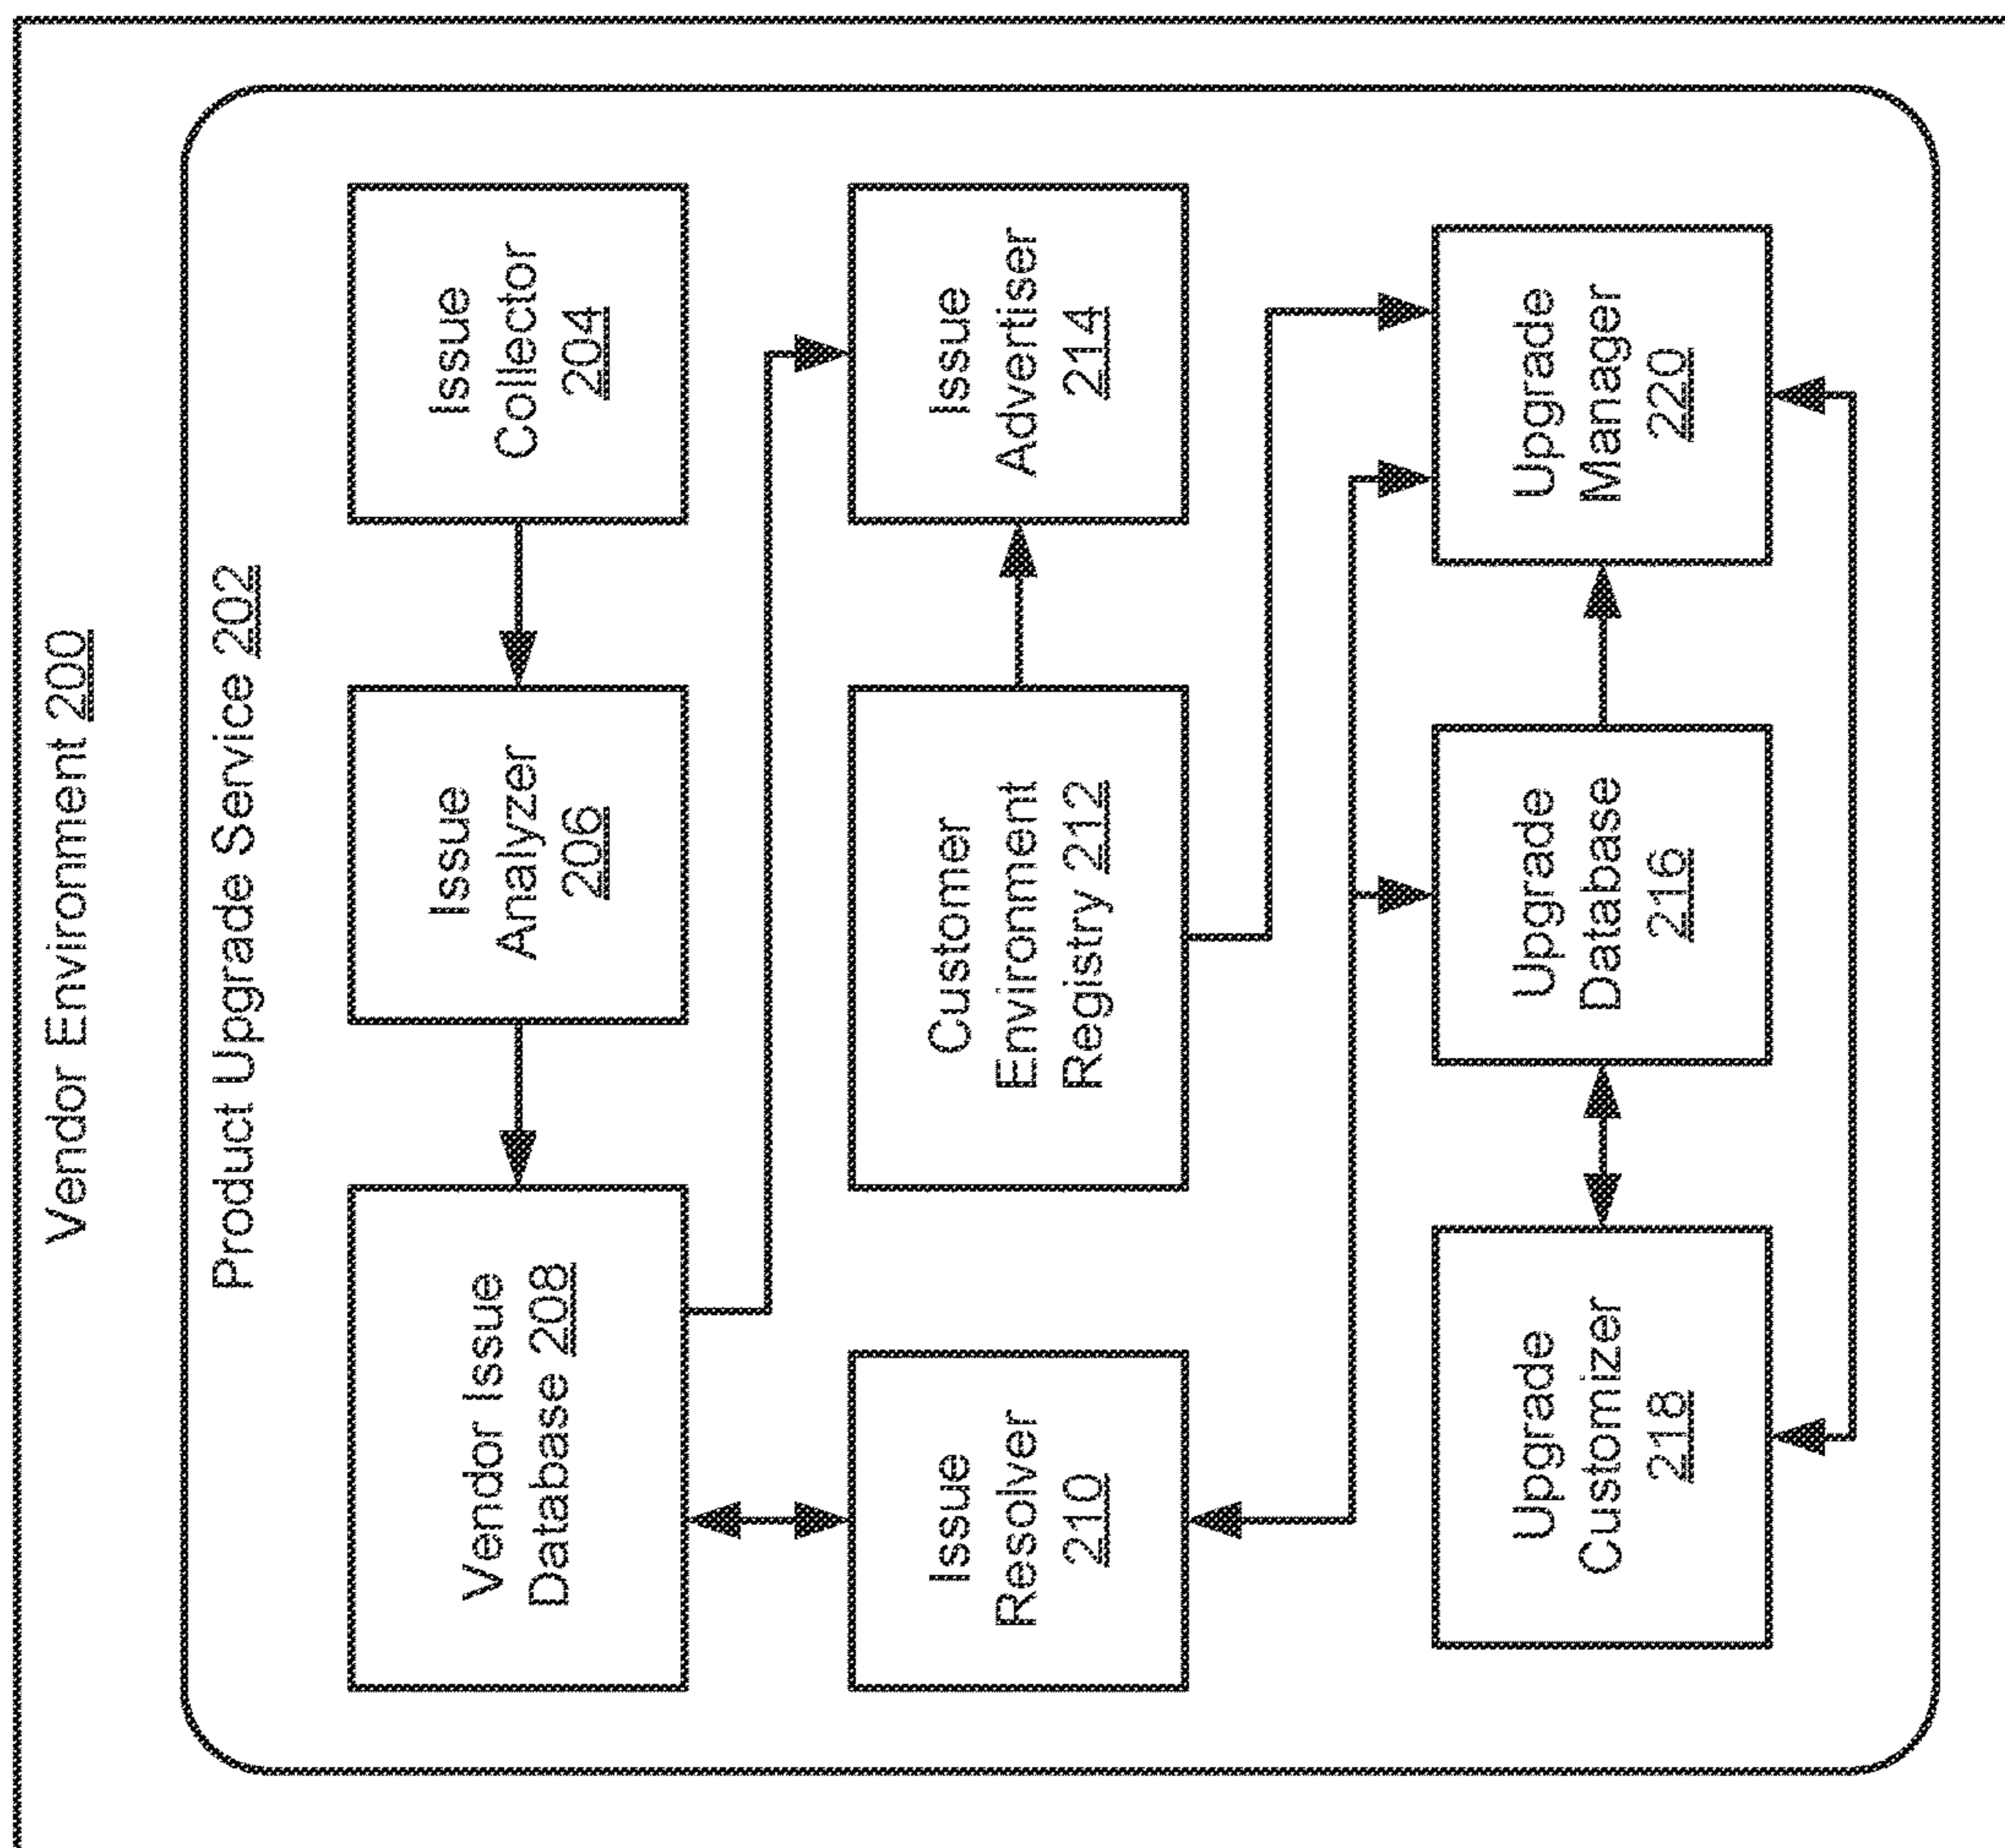 Vendor Environment 200
Product Upgrade Service 202
Vendor Issue
Database 208
Issue
Analyzer
206
Issue
Collector
204
Issue
Resolver
210
Customer
Environment
Registry 212
Issue
Advertiser
214
Upgrade
Customizer
218
Upgrade
Database
216
Upgrade
Manager
220